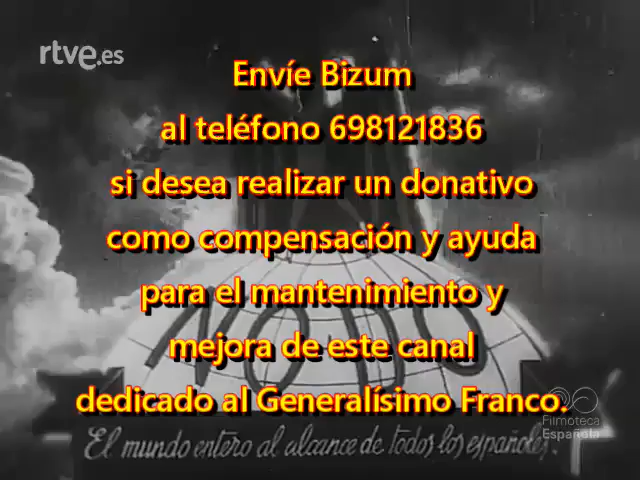 rtve.es
Envíe Bizum
al teléfono 698121836
si desea realizar un donativo
como compensación y ayuda
para el mantenimiento y
NO-DO
mejora de este canal
dedicado al Generalísimo Franco.
Filmoteca
Española
El mundo entero al alcance de todos los españoles.